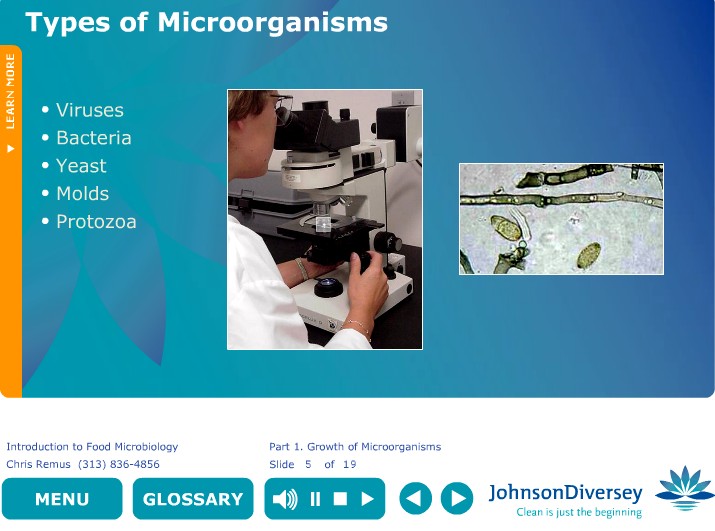 Types of Microorganisms
LEARN MORE
• Viruses
• Bacteria
• Yeast
• Molds
• Protozoa
Introduction to Food Microbiology
Chris Remus (313) 836-4856
Part 1. Growth of Microorganisms
Slide 5 of 19
MENU
GLOSSARY
JohnsonDiversey
Clean is just the beginning